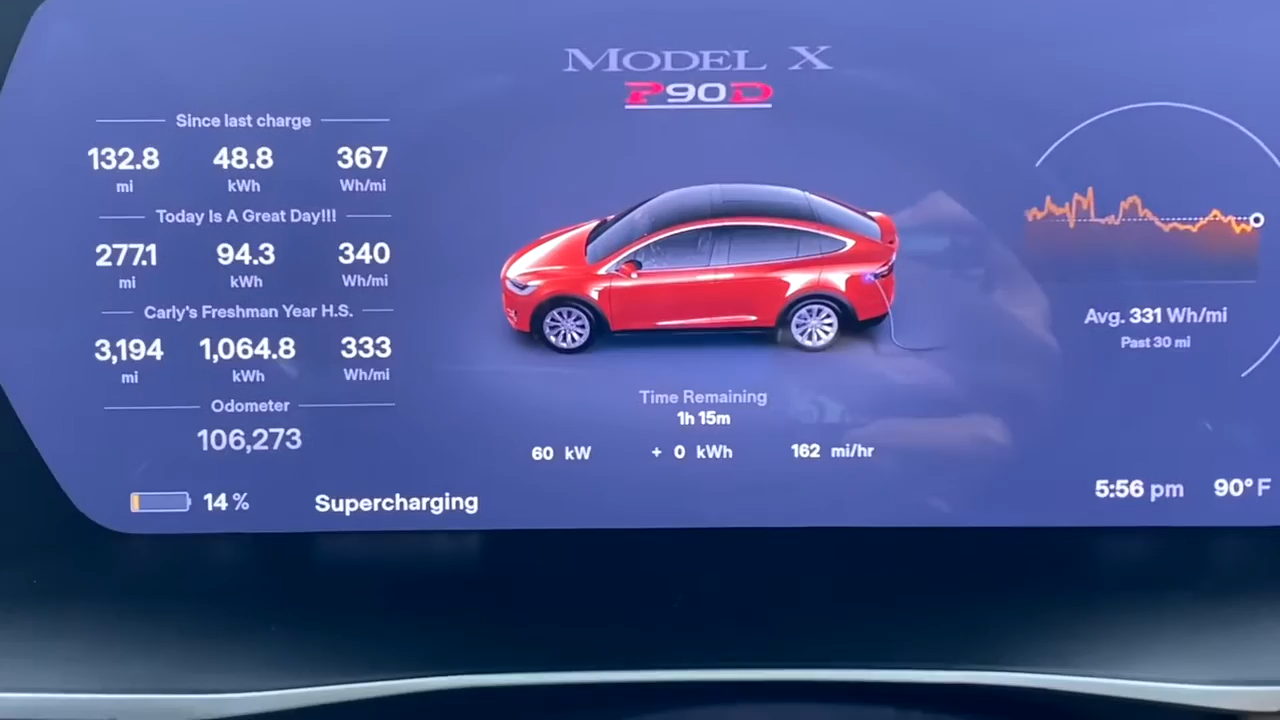 MODEL X
P90D
Since last charge
132.8 48.8 367
mi kWh Wh/mi
Today Is A Great Day!!!
277.1 94.3 340
mi kWh Wh/mi
Carly's Freshman Year H.S.
3,194 1,064.8 333
mi kWh Wh/mi
Odometer
106,273
14 % Supercharging
Time Remaining
1h 15m
60 kW + 0 kWh 162 mi/hr
Avg. 331 Wh/mi
Past 30 mi
5:56 pm 90° F